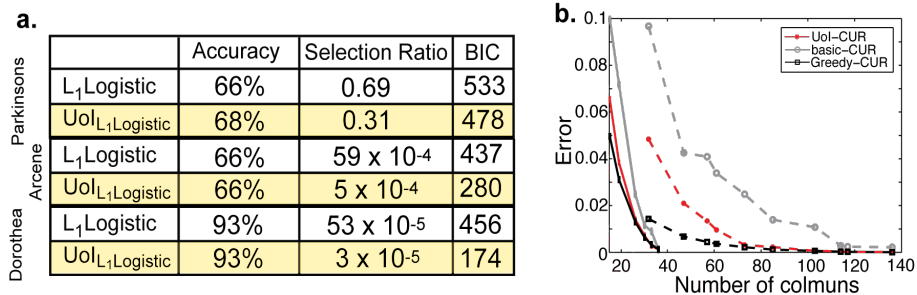 a.
Accuracy Selection Ratio BIC
Parkinsons
L1Logistic 66% 0.69 533
UoIL1Logistic 68% 0.31 478
Arcene
L1Logistic 66% 59 x 10-4 437
UoIL1Logistic 66% 5 x 10-4 280
Dorothea
L1Logistic 93% 53 x 10-5 456
UoIL1Logistic 93% 3 x 10-5 174
b.
0.1
0.08
0.06
0.04
0.02
0
Error
20 40 60 80 100 120 140
Number of colmuns
UoI-CUR
basic-CUR
Greedy-CUR